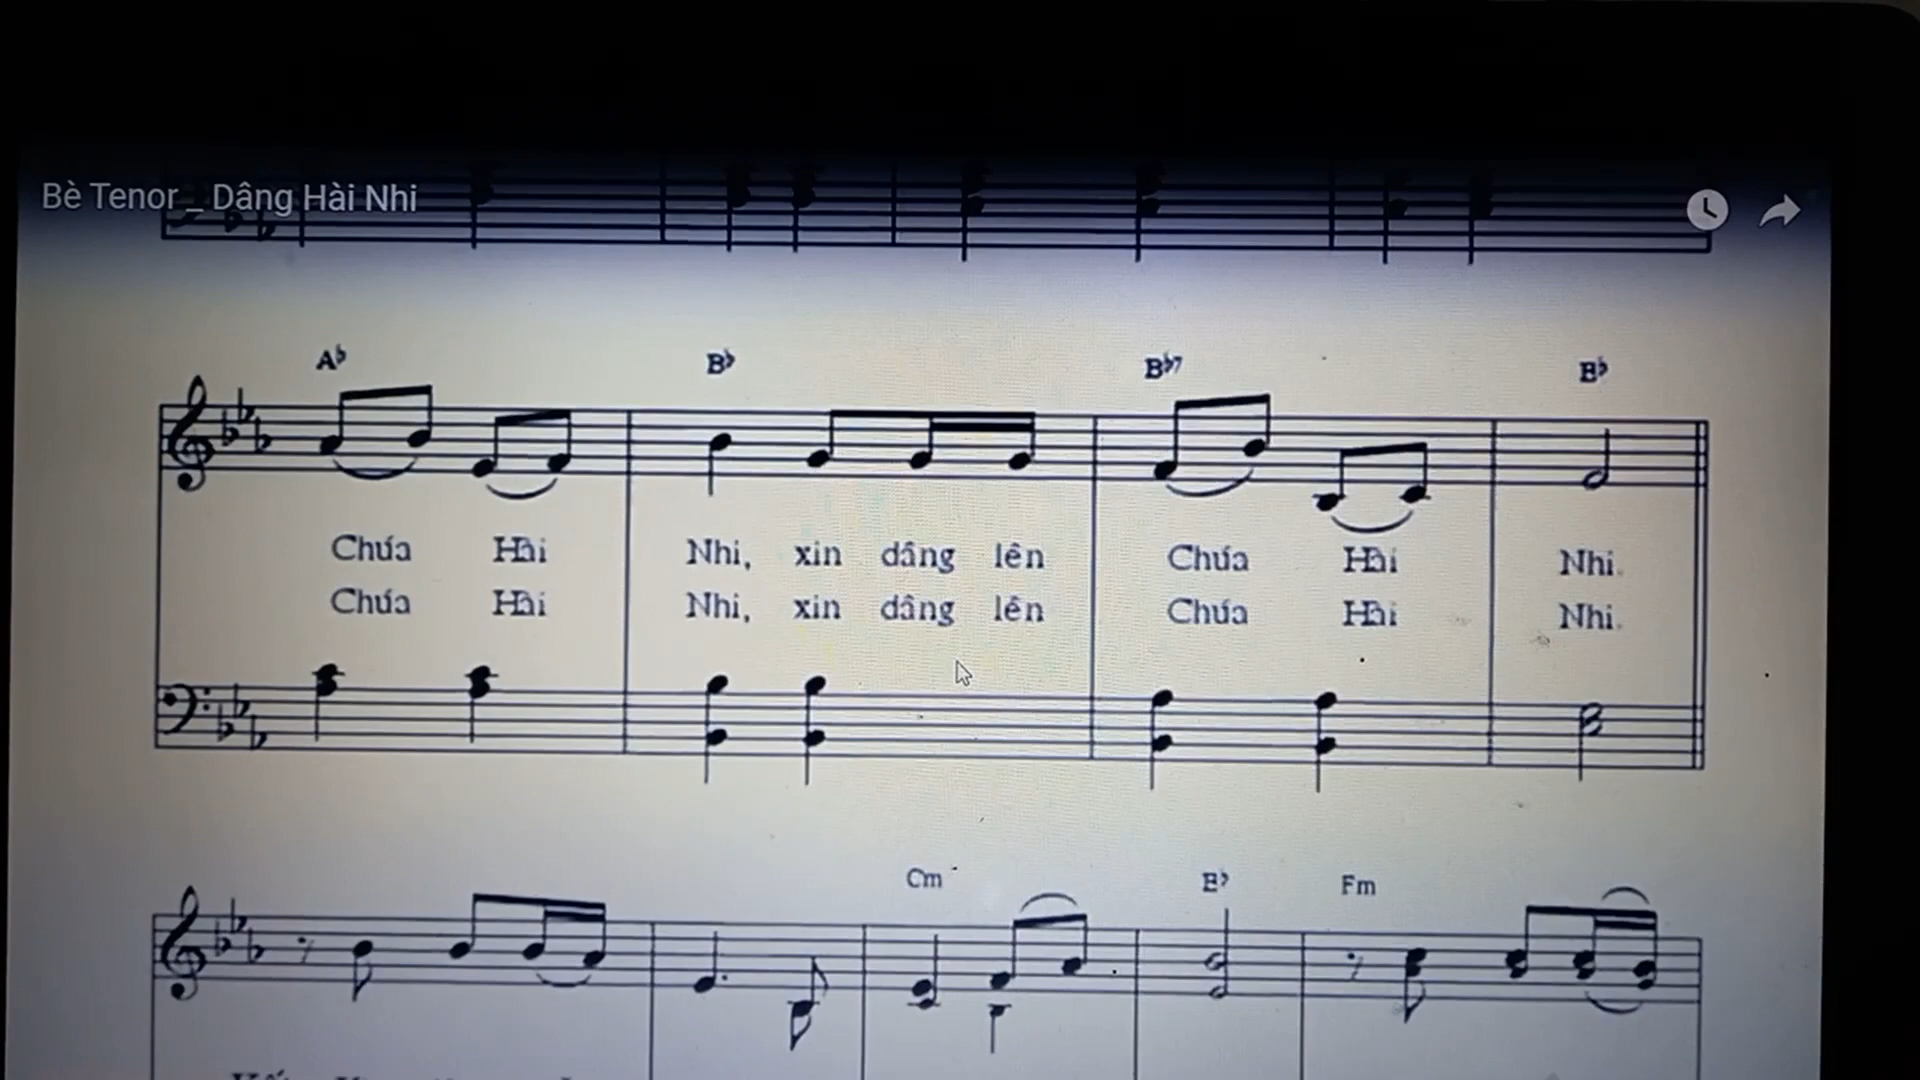 Bè Tenor _ Dâng Hài Nhi
A♭ B♭ B♭7 E♭
Chúa Hài Nhi, xin dâng lên Chúa Hài Nhi.
Chúa Hài Nhi, xin dâng lên Chúa Hài Nhi.
Cm E♭ Fm